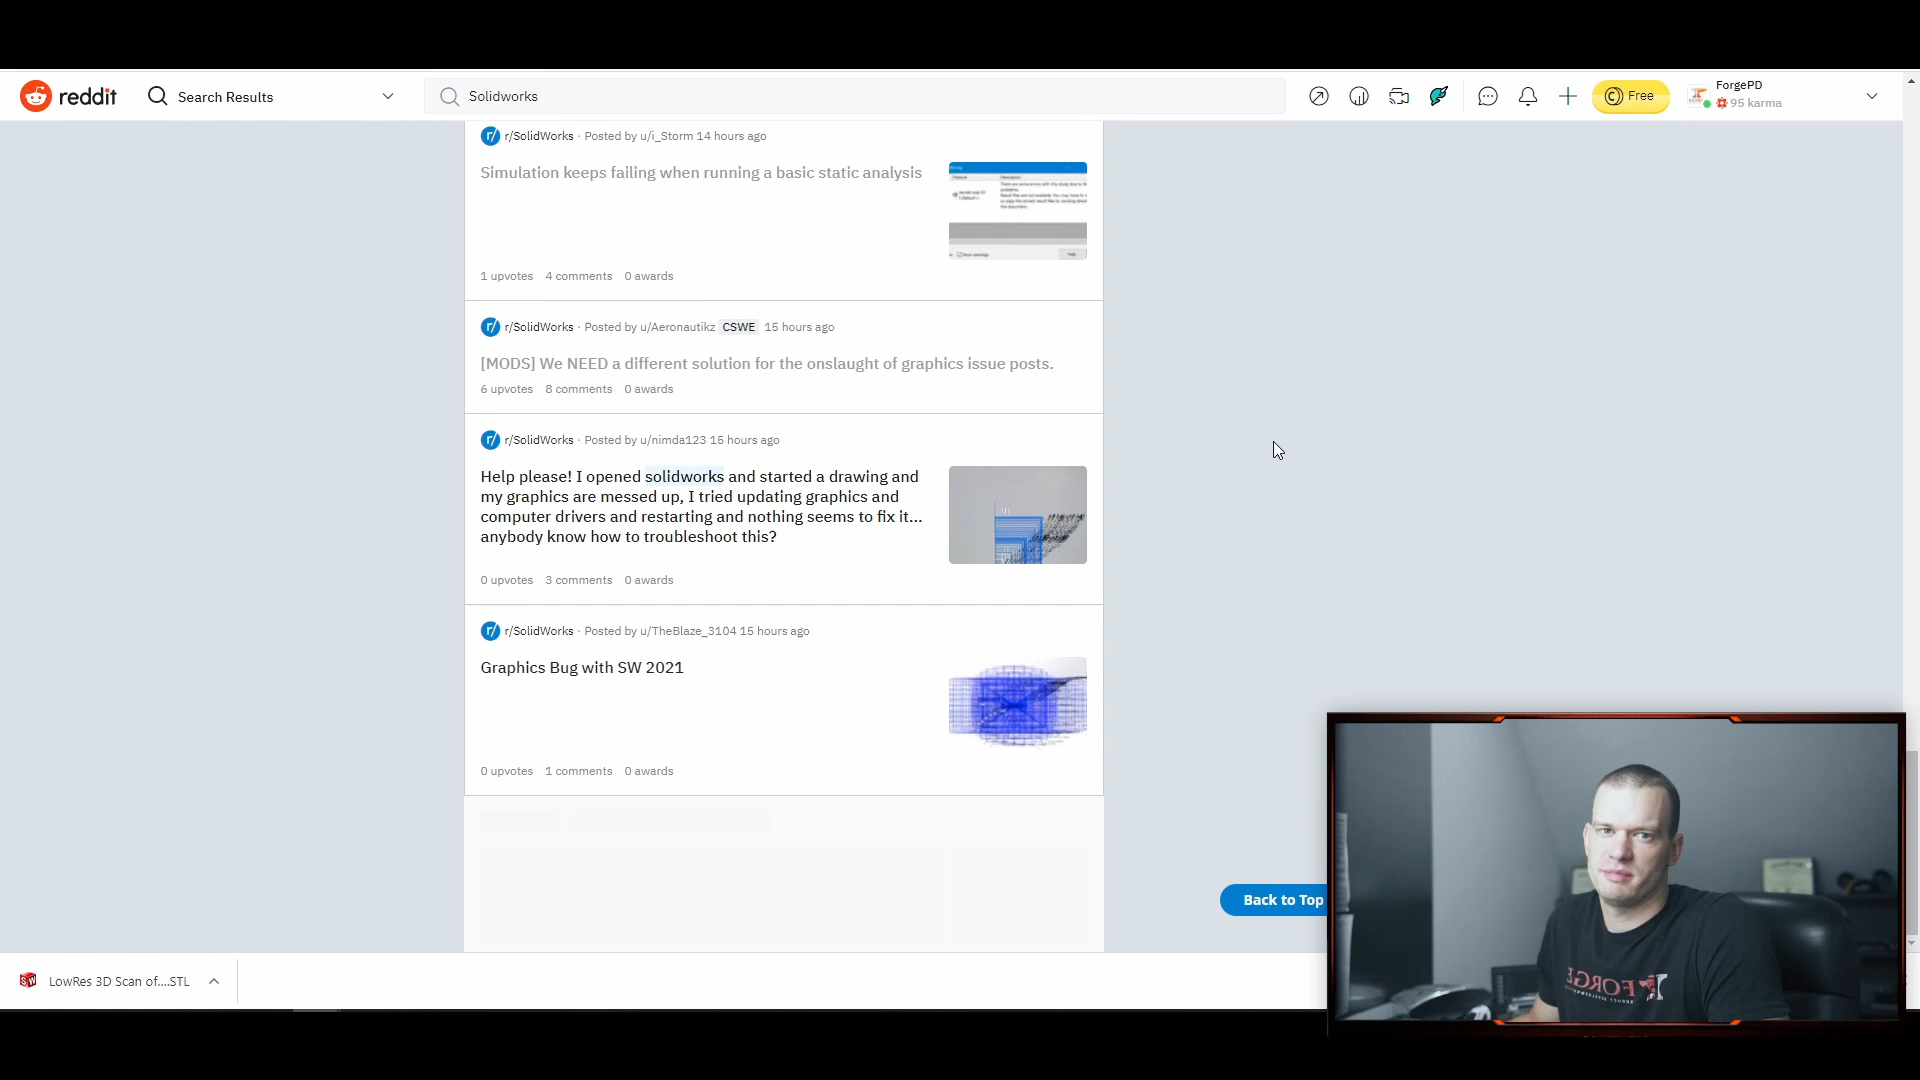 reddit
Search Results
Solidworks
Free
ForgePD
95 karma
r/SolidWorks · Posted by u/i_Storm 14 hours ago
Simulation keeps failing when running a basic static analysis
1 upvotes 4 comments 0 awards
r/SolidWorks · Posted by u/Aeronautikz CSWE 15 hours ago
[MODS] We NEED a different solution for the onslaught of graphics issue posts.
6 upvotes 8 comments 0 awards
r/SolidWorks · Posted by u/nimda123 15 hours ago
Help please! I opened solidworks and started a drawing and
my graphics are messed up, I tried updating graphics and
computer drivers and restarting and nothing seems to fix it...
anybody know how to troubleshoot this?
0 upvotes 3 comments 0 awards
r/SolidWorks · Posted by u/TheBlaze_3104 15 hours ago
Graphics Bug with SW 2021
0 upvotes 1 comments 0 awards
Back to Top
LowRes 3D Scan of....STL
FORGE